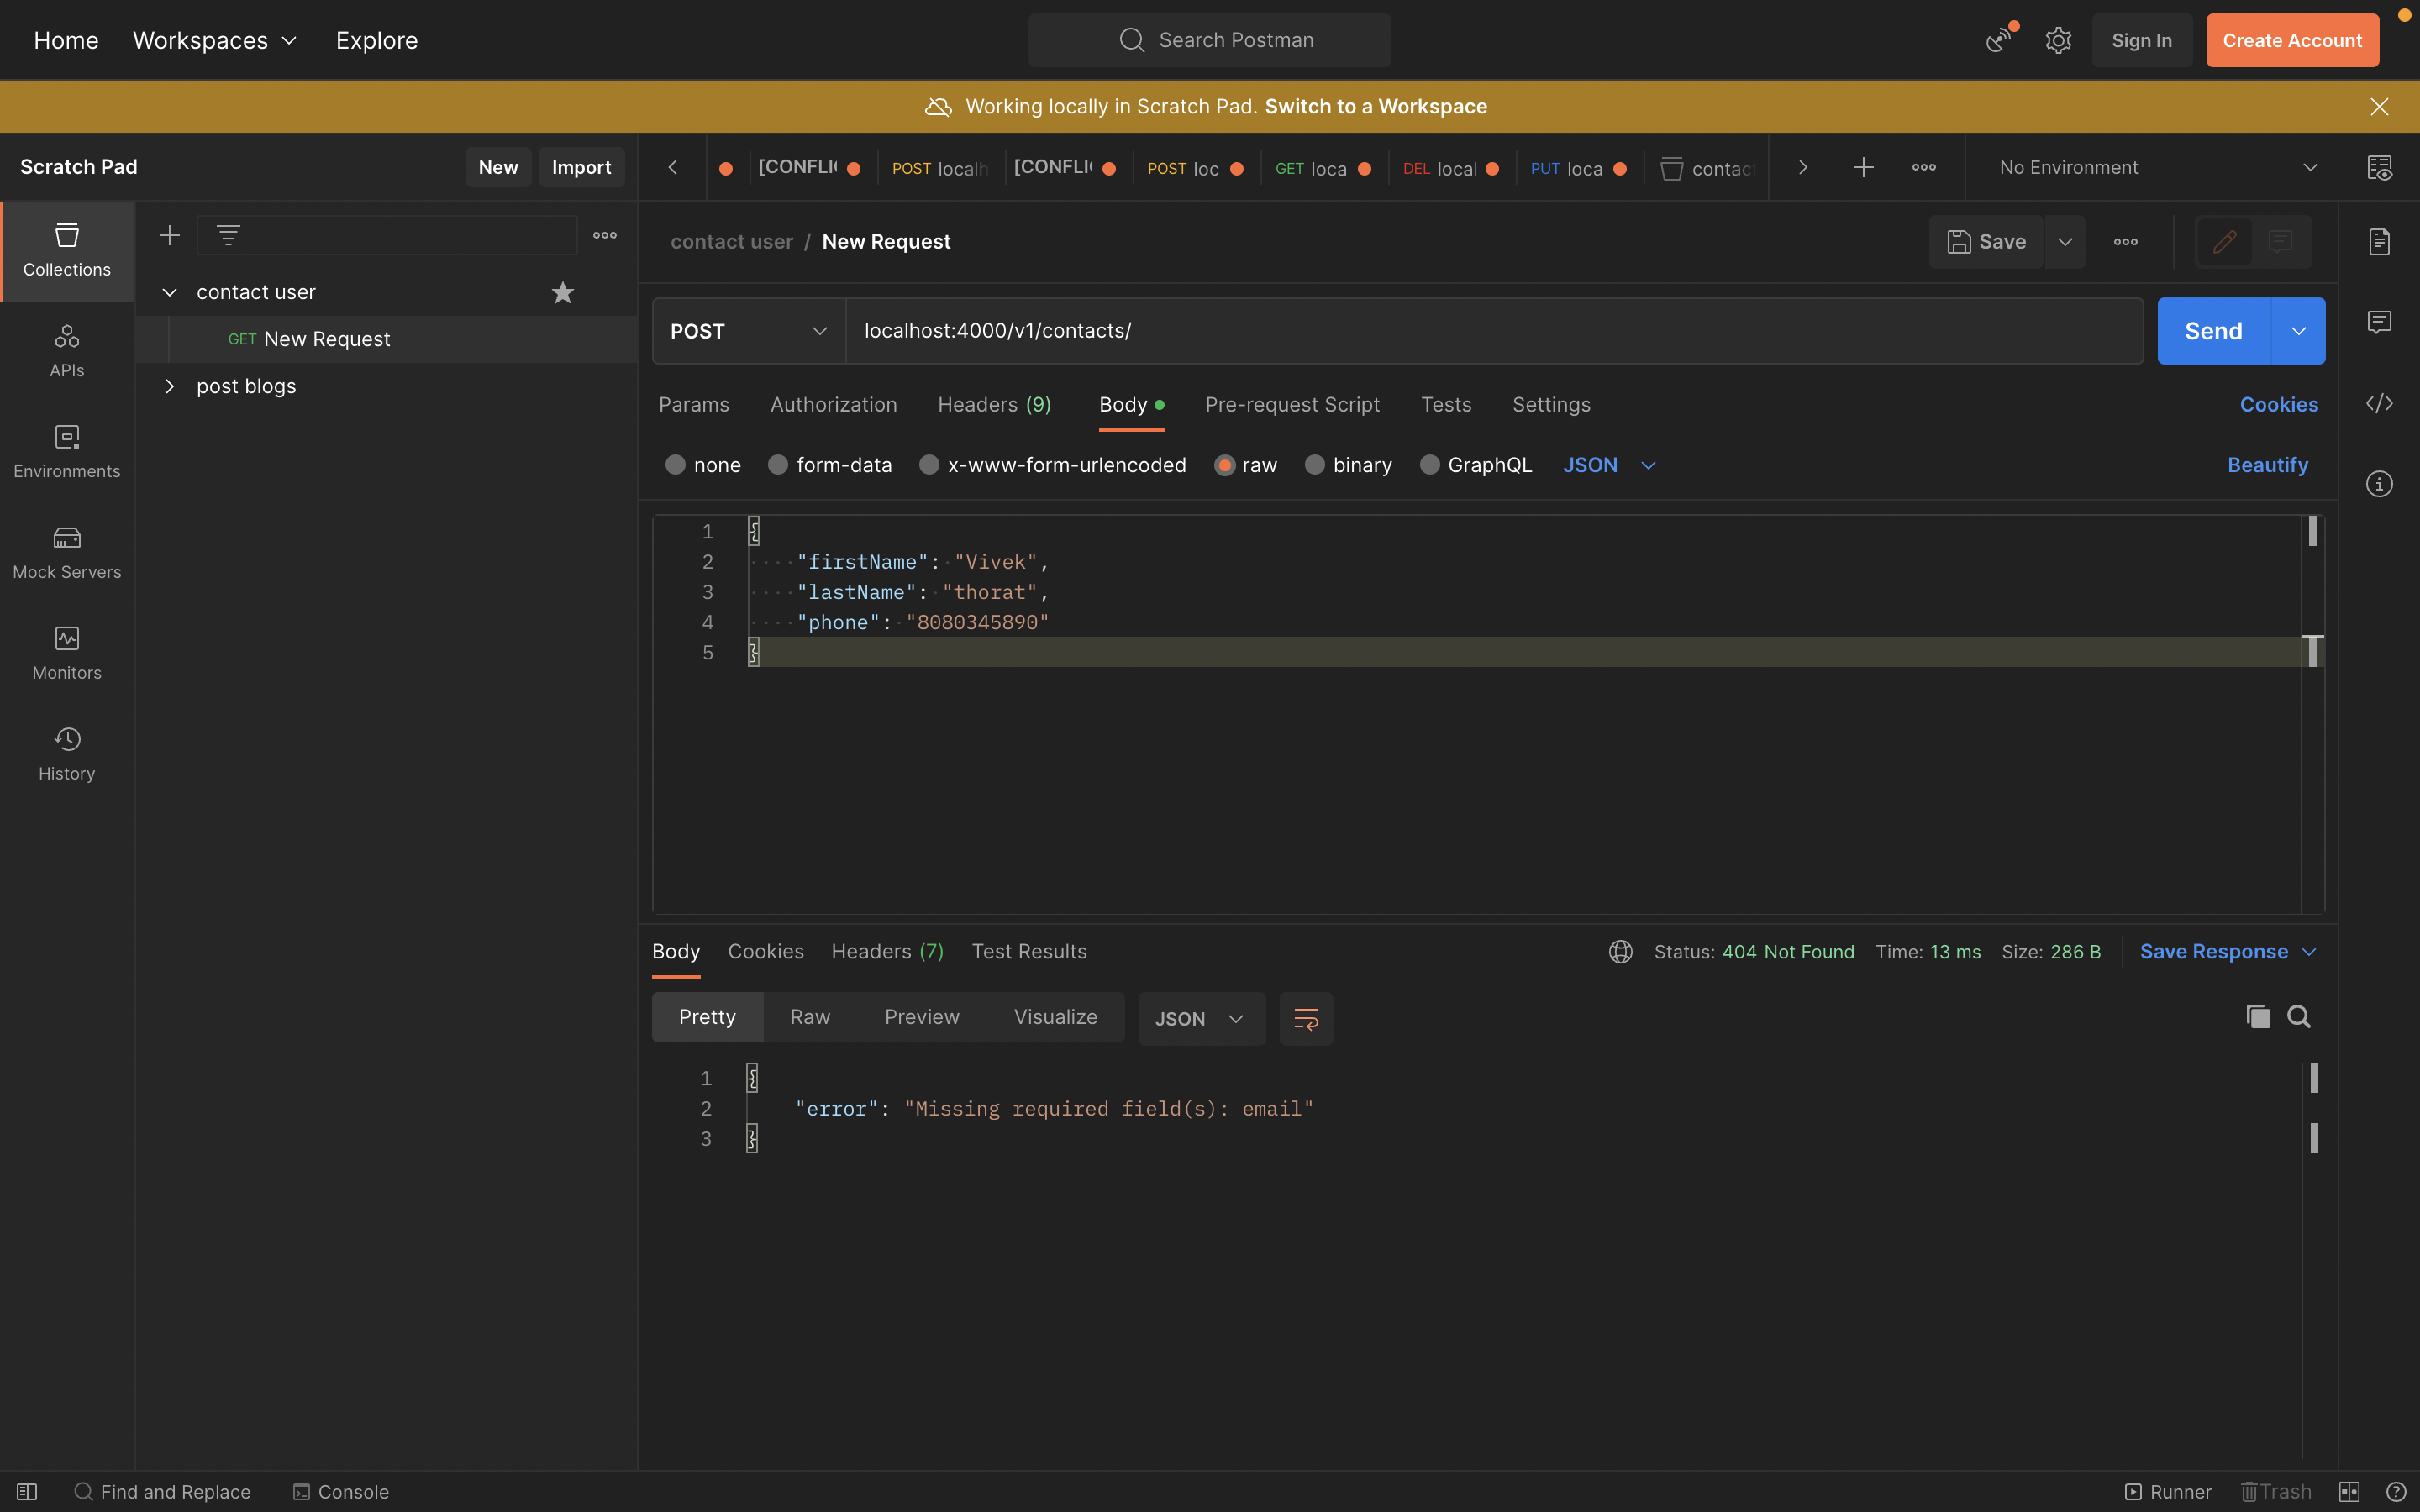 Home Workspaces Explore
Search Postman
Sign In Create Account
Working locally in Scratch Pad. Switch to a Workspace
Scratch Pad New Import
[CONFLI POST localh [CONFLI POST loc GET loca DEL local PUT loca contac No Environment
Collections
APIs
Environments
Mock Servers
Monitors
History
contact user
GET New Request
post blogs
contact user / New Request Save
POST localhost:4000/v1/contacts/ Send
Params Authorization Headers (9) Body Pre-request Script Tests Settings Cookies
none form-data x-www-form-urlencoded raw binary GraphQL JSON Beautify
1 {
2 "firstName": "Vivek",
3 "lastName": "thorat",
4 "phone": "8080345890"
5 }
Body Cookies Headers (7) Test Results Status: 404 Not Found Time: 13 ms Size: 286 B Save Response
Pretty Raw Preview Visualize JSON
1 {
2 "error": "Missing required field(s): email"
3 }
Find and Replace Console Runner Trash